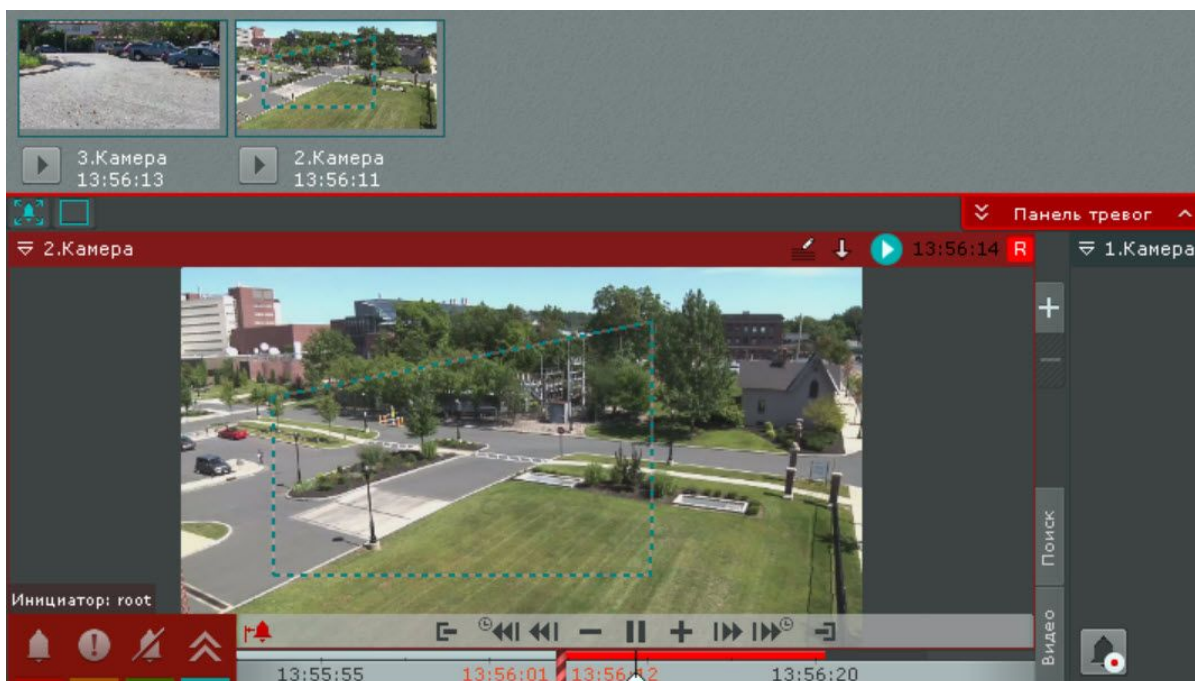 3.Камера
13:56:13
2.Камера
13:56:11
Панель тревог
2.Камера
13:56:14 R
1.Камера
Поиск
Видео
Инициатор: root
13:55:55
13:56:01
13:56:12
13:56:20